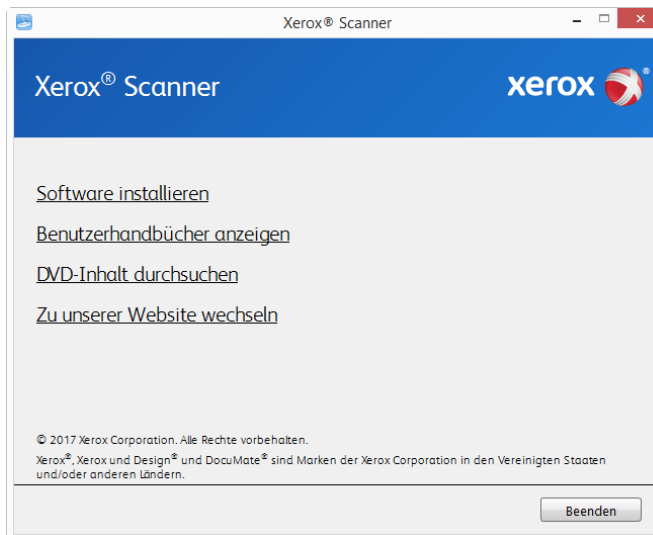 Xerox® Scanner
Xerox® Scanner
xerox®
Software installieren
Benutzerhandbücher anzeigen
DVD-Inhalt durchsuchen
Zu unserer Website wechseln
© 2017 Xerox Corporation. Alle Rechte vorbehalten.
Xerox®, Xerox und Design® und DocuMate® sind Marken der Xerox Corporation in den Vereinigten Staaten
und/oder anderen Ländern.
Beenden